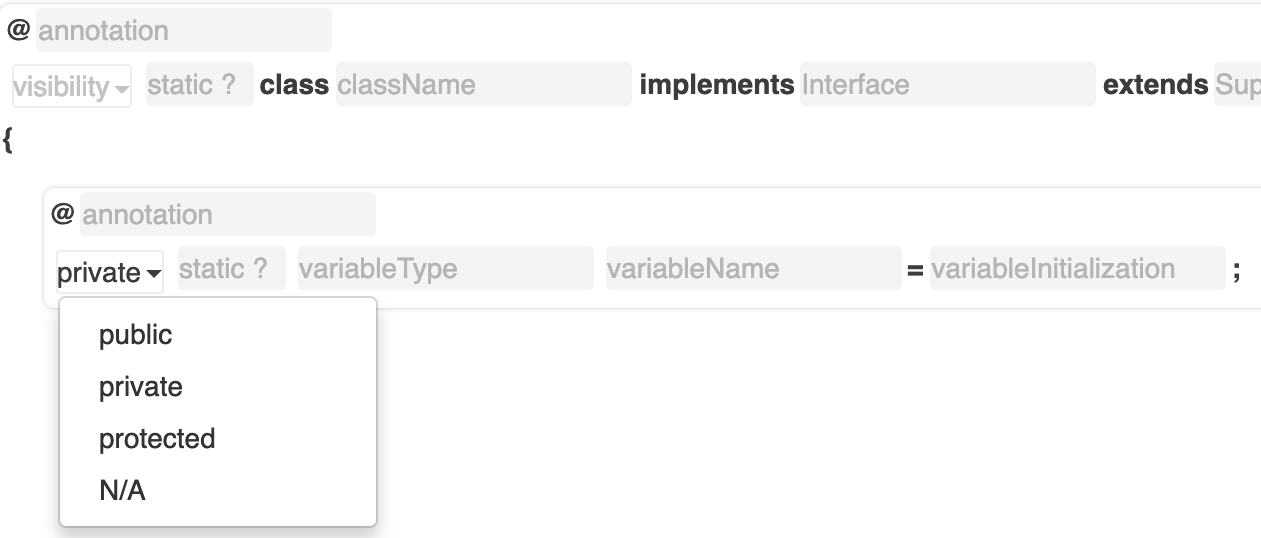 @ annotation
visibility static ? class className implements Interface extends Sup
{
@ annotation
private static ? variableType variableName = variableInitialization ;
public
private
protected
N/A